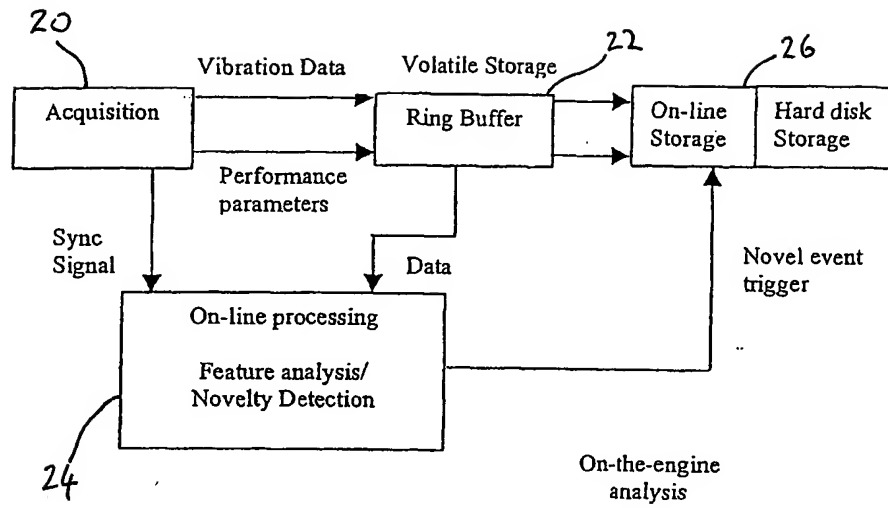 20
22
26
Vibration Data
Volatile Storage
Acquisition
Ring Buffer
On-line
Storage
Hard disk
Storage
Performance
parameters
Sync
Signal
Data
Novel event
trigger
On-line processing
Feature analysis/
Novelty Detection
24
On-the-engine
analysis